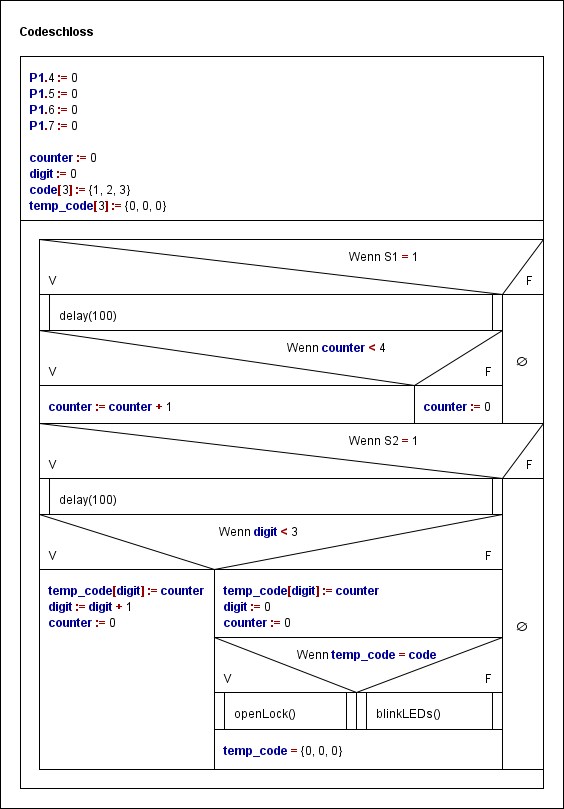 Codeschloss
P1.4 := 0
P1.5 := 0
P1.6 := 0
P1.7 := 0
counter := 0
digit := 0
code[3] := {1, 2, 3}
temp_code[3] := {0, 0, 0}
Wenn S1 = 1
V F
delay(100)
Wenn counter < 4
V F
∅
counter := counter + 1
counter := 0
Wenn S2 = 1
V F
delay(100)
Wenn digit < 3
V F
temp_code[digit] := counter
digit := digit + 1
counter := 0
temp_code[digit] := counter
digit := 0
counter := 0
∅
Wenn temp_code = code
V F
openLock()
blinkLEDs()
temp_code = {0, 0, 0}